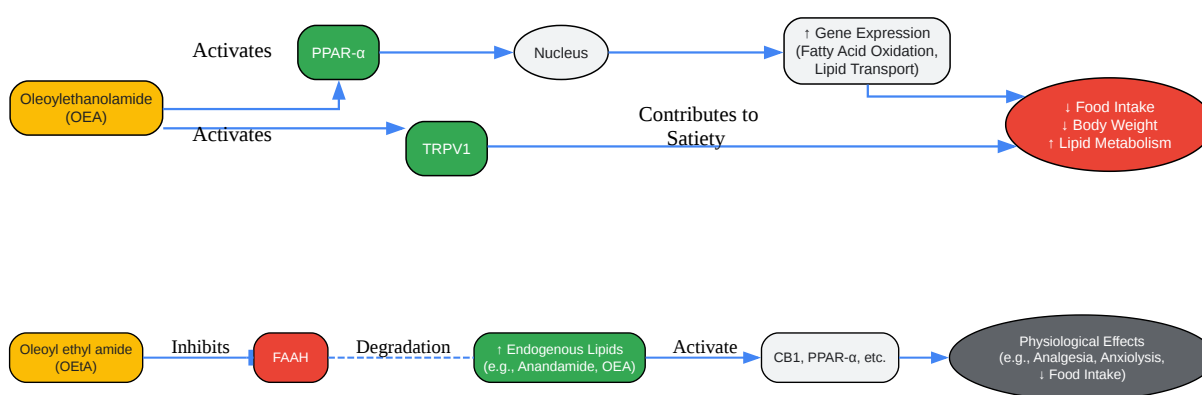 Oleoylethanolamide
(OEA)
Activates
Activates
PPAR-α
TRPV1
Nucleus
Contributes to
Satiety
↑ Gene Expression
(Fatty Acid Oxidation,
Lipid Transport)
↓ Food Intake
↓ Body Weight
↑ Lipid Metabolism
Oleoyl ethyl amide
(OEtA)
Inhibits
FAAH
Degradation
↑ Endogenous Lipids
(e.g., Anandamide, OEA)
Activate
CB1, PPAR-α, etc.
Physiological Effects
(e.g., Analgesia, Anxiolysis,
↓ Food Intake)